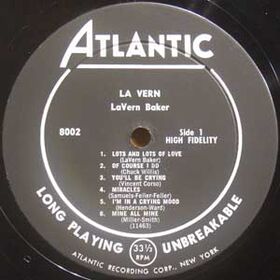 ATLANTIC
LA VERN
LaVern Baker
8002
Side 1
HIGH FIDELITY
1. LOTS AND LOTS OF LOVE
(LaVern Baker)
2. OF COURSE I DO
(Chuck Willis)
3. YOU'LL BE CRYING
(Vincent Corso)
4. MIRACLES
(Samuels-Feller-Feller)
5. I'M IN A CRYING MOOD
(Henderson-Ward)
6. MINE ALL MINE
(Miller-Smith)
(11463)
LONG PLAYING 33⅓ RPM UNBREAKABLE
ATLANTIC RECORDING CORP., NEW YORK